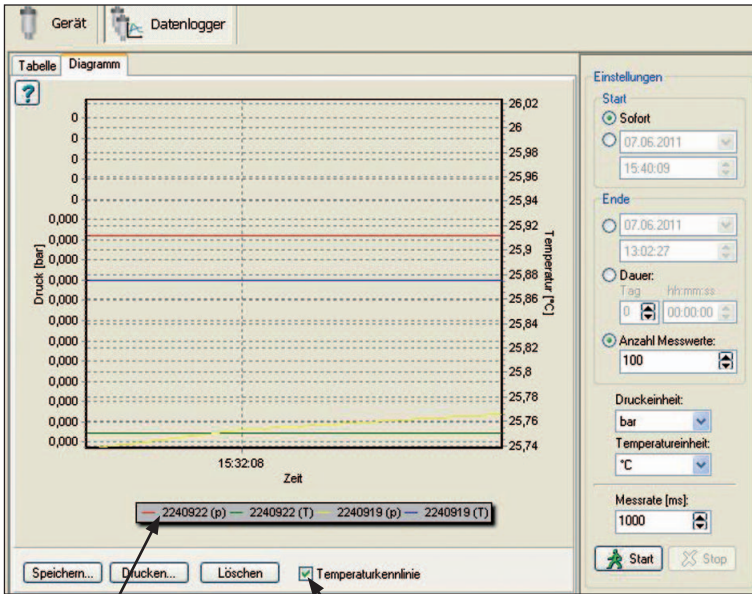 Gerät
Datenlogger
Tabelle
Diagramm
?
0
0
0
0
0
0,000
0,000
0,000
0,000
0,000
0,000
0,000
0,000
0,000
0,000
0,000
0,000
Druck [bar]
26,02
26
25,98
25,96
25,94
25,92
25,9
25,88
25,86
25,84
25,82
25,8
25,78
25,76
25,74
Temperatur [°C]
15:32:08
Zeit
2240922 (p)
2240922 (T)
2240919 (p)
2240919 (T)
Speichern...
Drucken...
Löschen
Temperaturkennlinie
Einstellungen
Start
Sofort
07.06.2011
15:40:09
Ende
07.06.2011
13:02:27
Dauer:
Tag
hh:mm:ss
0
00:00:00
Anzahl Messwerte:
100
Druckeinheit:
bar
Temperatureinheit:
°C
Messrate [ms]:
1000
Start
Stop